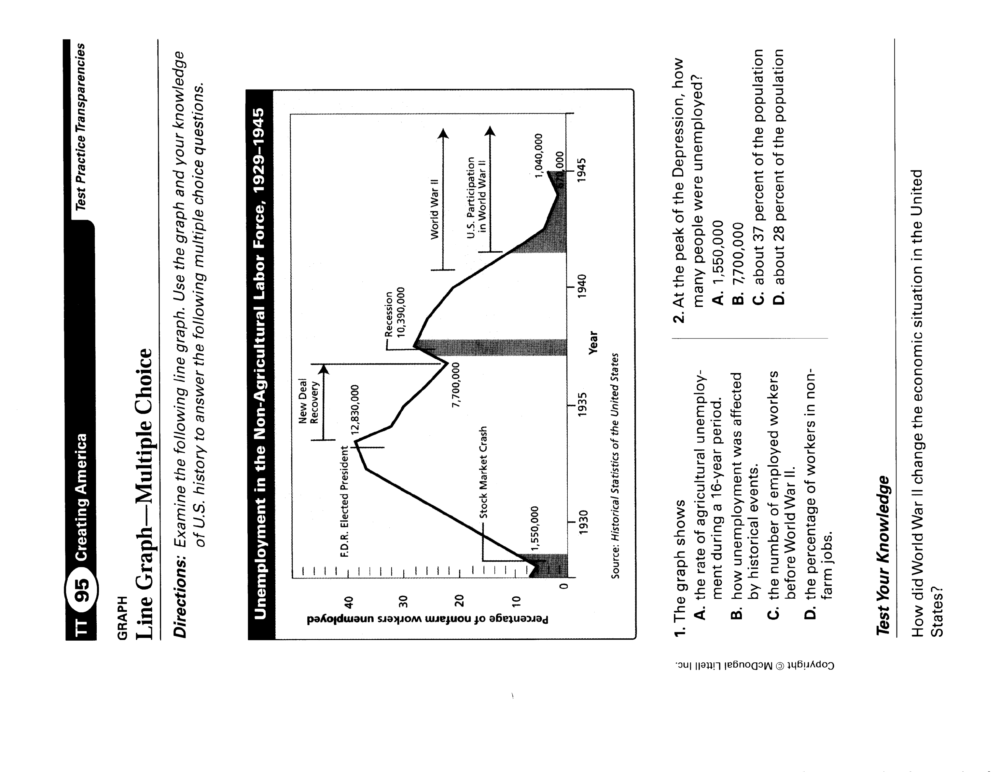 TT 95 Creating America
Test Practice Transparencies
GRAPH
Line Graph—Multiple Choice
Directions: Examine the following line graph. Use the graph and your knowledge
of U.S. history to answer the following multiple choice questions.
Unemployment in the Non-Agricultural Labor Force, 1929–1945
Percentage of nonfarm workers unemployed
40
30
20
10
0
New Deal
Recovery
F.D.R. Elected President
12,830,000
Recession
10,390,000
World War II
U.S. Participation
in World War II
7,700,000
Stock Market Crash
1,550,000
1,040,000
670,000
1930
1935
1940
1945
Year
Source: Historical Statistics of the United States
1. The graph shows
A. the rate of agricultural unemploy-
ment during a 16-year period.
B. how unemployment was affected
by historical events.
C. the number of employed workers
before World War II.
D. the percentage of workers in non-
farm jobs.
2. At the peak of the Depression, how
many people were unemployed?
A. 1,550,000
B. 7,700,000
C. about 37 percent of the population
D. about 28 percent of the population
Test Your Knowledge
How did World War II change the economic situation in the United
States?
Copyright © McDougal Littell Inc.